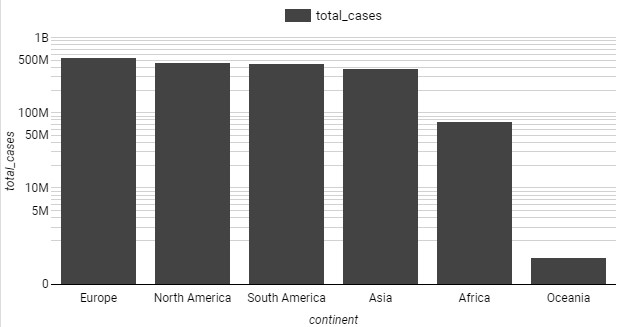 total_cases
1B
500M
100M
50M
10M
5M
0
total_cases
Europe North America South America Asia Africa Oceania
continent